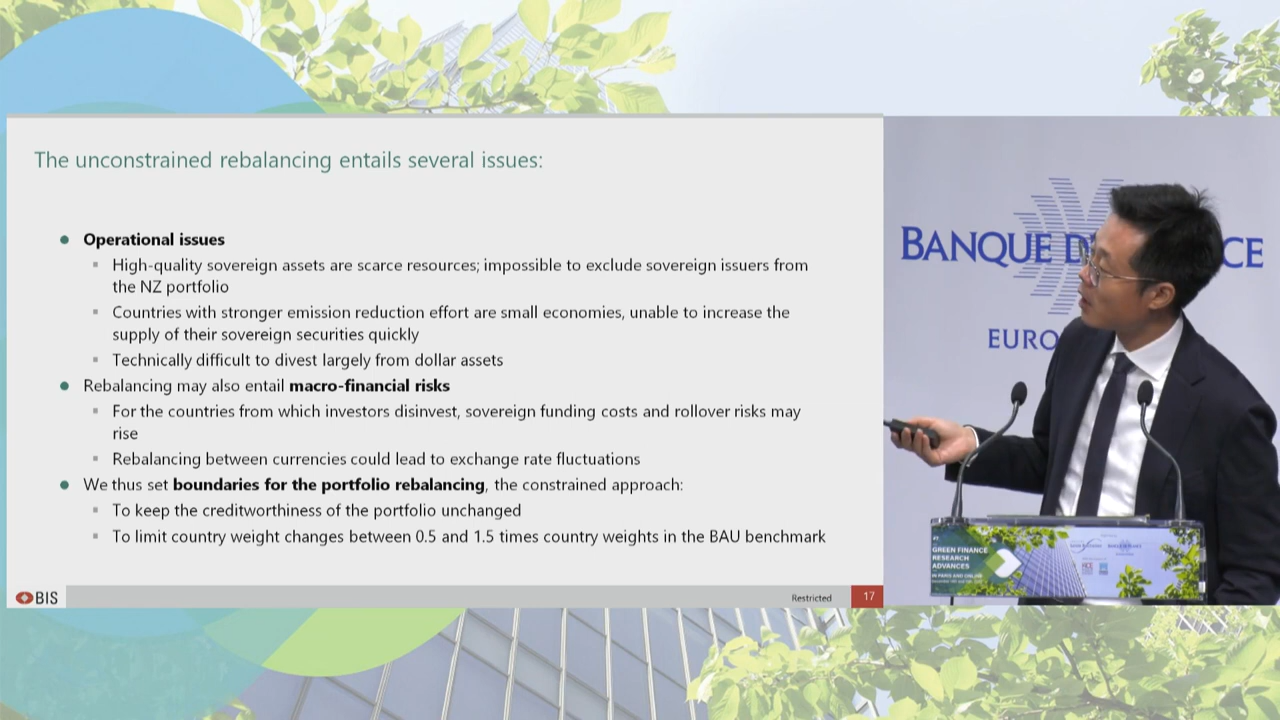 The unconstrained rebalancing entails several issues:
Operational issues
High-quality sovereign assets are scarce resources; impossible to exclude sovereign issuers from
the NZ portfolio
Countries with stronger emission-reduction effort are small economies, unable to increase the
supply of their sovereign securities quickly
Technically difficult to divest largely from dollar assets
Rebalancing may also entail macro-financial risks
For the countries from which investors disinvest, sovereign funding costs and rollover risks may
rise
Rebalancing between currencies could lead to exchange rate fluctuations
We thus set boundaries for the portfolio rebalancing, the constrained approach:
To keep the creditworthiness of the portfolio unchanged
To limit country weight changes between 0.5 and 1.5 times country weights in the BAU benchmark
BIS
Restricted
17
BANQUE D CE
EURO
GREEN FINANCE
RESEARCH
ADVANCES
IN PARIS AND ONLINE